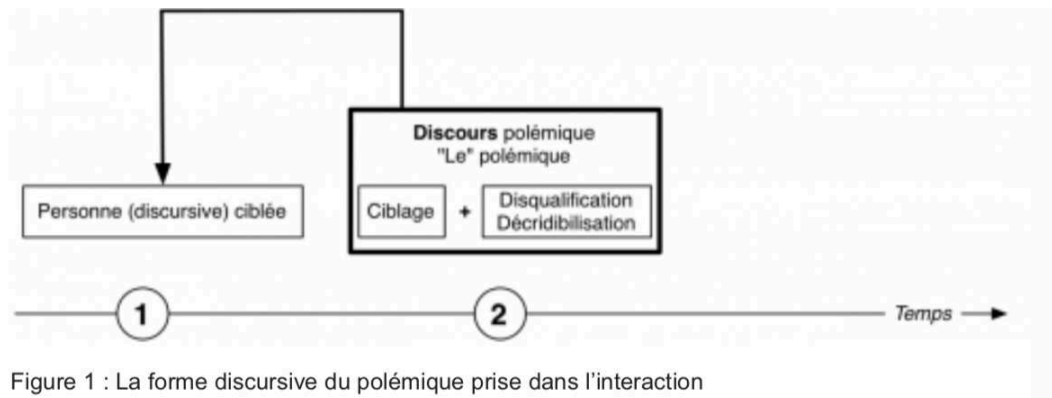 Discours polémique
"Le" polémique
Personne (discursive) ciblée
Ciblage
+
Disqualification
Décridibilisation
1
2
Temps
Figure 1 : La forme discursive du polémique prise dans l’interaction